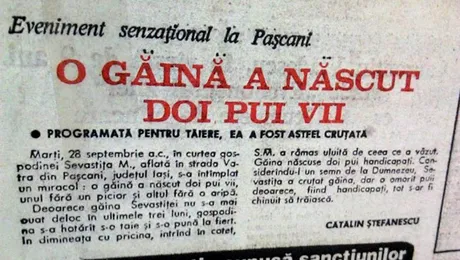 Eveniment senzațional la Pașcani
O GĂINĂ A NĂSCUT
DOI PUI VII
● PROGRAMATĂ PENTRU TĂIERE, EA A FOST ASTFEL CRUȚATĂ
Marți, 28 septembrie a.c., în curtea gos-
podinei Sevastița M., aflată în strada Va-
tra din Pașcani, județul Iași, s-a întîmplat
un miracol : o găină a născut doi pui vii,
unul fără un picior și altul fără o aripă.
Deoarece găina Sevastiței nu s-a mai
ouat deloc în ultimele trei luni, gospodi-
na s-a hotărît s-o taie și s-o pună la fiert.
În dimineața cu pricina, intrînd în coteț,
S.M. a rămas uluită de ceea ce a văzut.
Găina născuse doi pui handicapați. Con-
siderîndu-l un semn de la Dumnezeu, Se-
vastița a cruțat găina, dar a omorît puii
deoarece, fiind handicapați, tot s-ar fi
chinuit să trăiască.
CĂTĂLIN ȘTEFĂNESCU
sancțiunilor